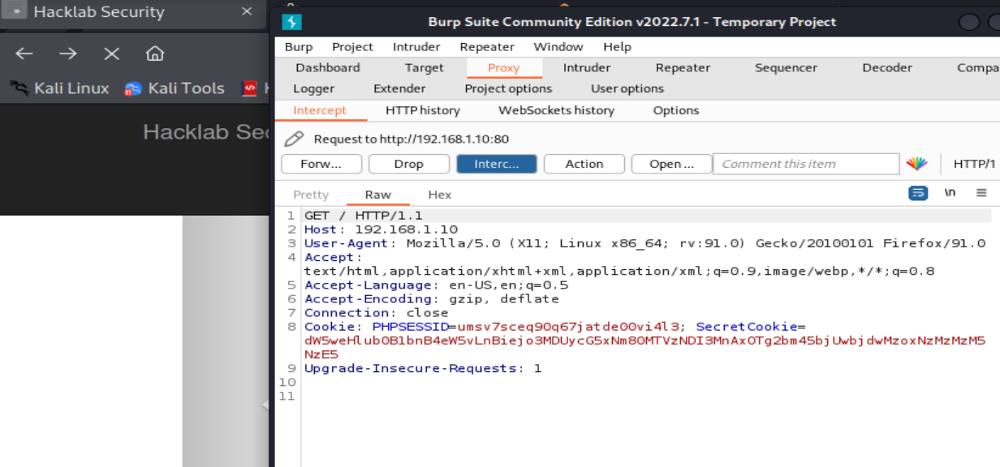 Hacklab Security
Burp Suite Community Edition v2022.7.1 - Temporary Project
Burp Project Intruder Repeater Window Help
Dashboard Target Proxy Intruder Repeater Sequencer Decoder Compa
Kali Linux Kali Tools
Logger Extender Project options User options
Intercept HTTP history WebSockets history Options
Hacklab Sec
Request to http://192.168.1.10:80
Forw... Drop Interc... Action Open ... Comment this item HTTP/1
Pretty Raw Hex \n
1 GET / HTTP/1.1
2 Host: 192.168.1.10
3 User-Agent: Mozilla/5.0 (X11; Linux x86_64; rv:91.0) Gecko/20100101 Firefox/91.0
4 Accept:
text/html,application/xhtml+xml,application/xml;q=0.9,image/webp,*/*;q=0.8
5 Accept-Language: en-US,en;q=0.5
6 Accept-Encoding: gzip, deflate
7 Connection: close
8 Cookie: PHPSESSID=umsv7sceq90q67jatde00vi4l3; SecretCookie=
dW5weHlub0BlbnB4eW5vLnBiejo3MDUycG5xNm80MTVzNDI3MnAxOTg2bm45bjUwbjdwMzoxNzMzMzM5
NzE5
9 Upgrade-Insecure-Requests: 1
10
11